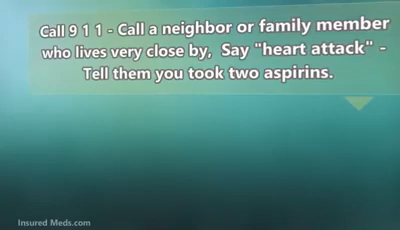 Call 9 1 1 - Call a neighbor or family member
who lives very close by, Say "heart attack" -
Tell them you took two aspirins.
Insured Meds.com